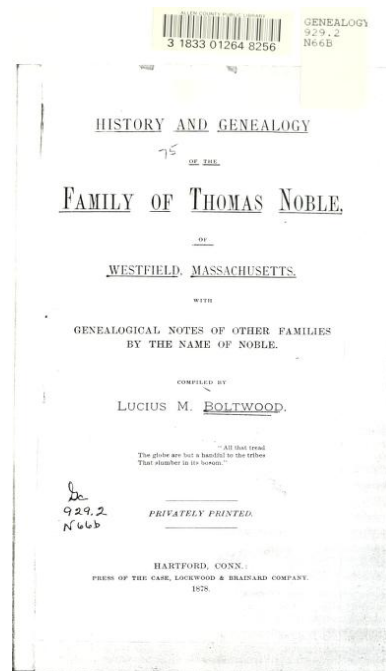 ALLEN COUNTY PUBLIC LIBRARY
3 1833 01264 8256
GENEALOGY
929.2
N66B
HISTORY AND GENEALOGY
75
OF THE
FAMILY OF THOMAS NOBLE,
OF
WESTFIELD, MASSACHUSETTS.
WITH
GENEALOGICAL NOTES OF OTHER FAMILIES
BY THE NAME OF NOBLE.
COMPILED BY
LUCIUS M. BOLTWOOD.
"All that tread
The globe are but a handful to the tribes
That slumber in its bosom."
Gc
929.2
N66b
PRIVATELY PRINTED.
HARTFORD, CONN.:
PRESS OF THE CASE, LOCKWOOD & BRAINARD COMPANY.
1878.